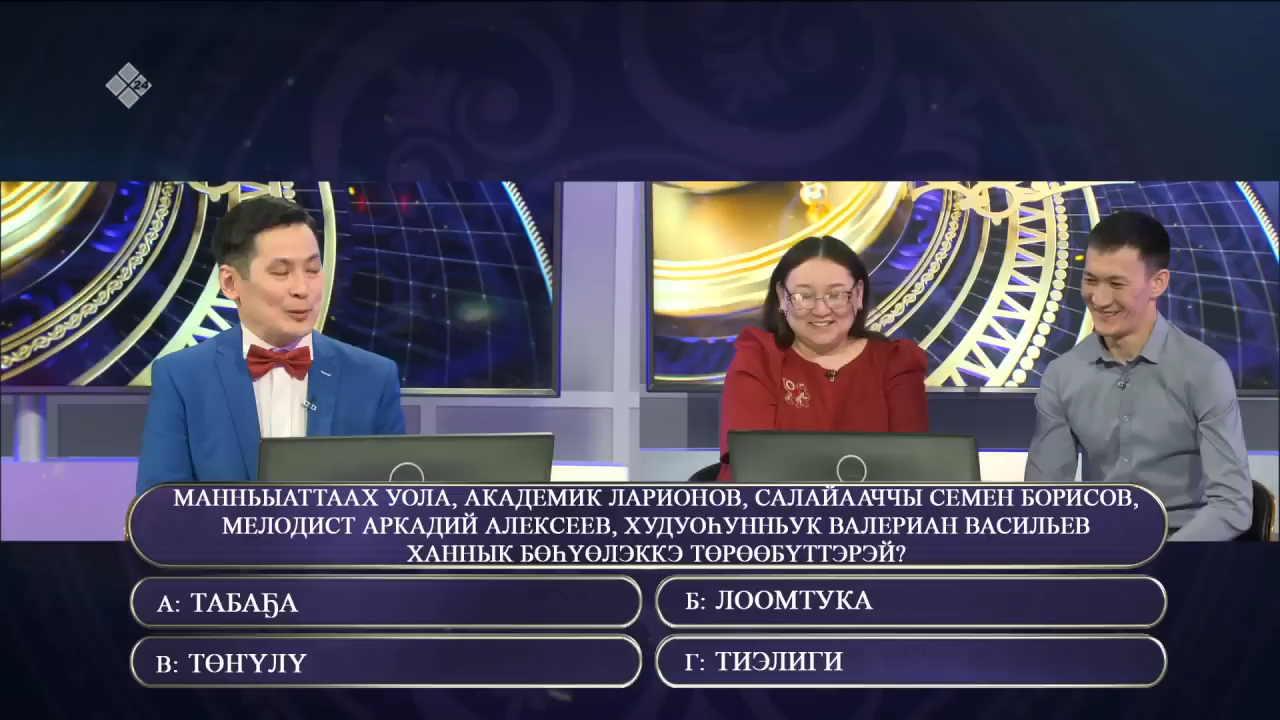 24
МАННЬЫАТТААХ УОЛА, АКАДЕМИК ЛАРИОНОВ, САЛАЙААЧЧЫ СЕМЕН БОРИСОВ,
МЕЛОДИСТ АРКАДИЙ АЛЕКСЕЕВ, ХУДУОҺУННЬУК ВАЛЕРИАН ВАСИЛЬЕВ
ХАННЫК БӨҺҮӨЛЭККЭ ТӨРӨӨБҮТТЭРЭЙ?
А: ТАБАҔА
Б: ЛООМТУКА
В: ТӨҤҮЛҮ
Г: ТИЭЛИГИ